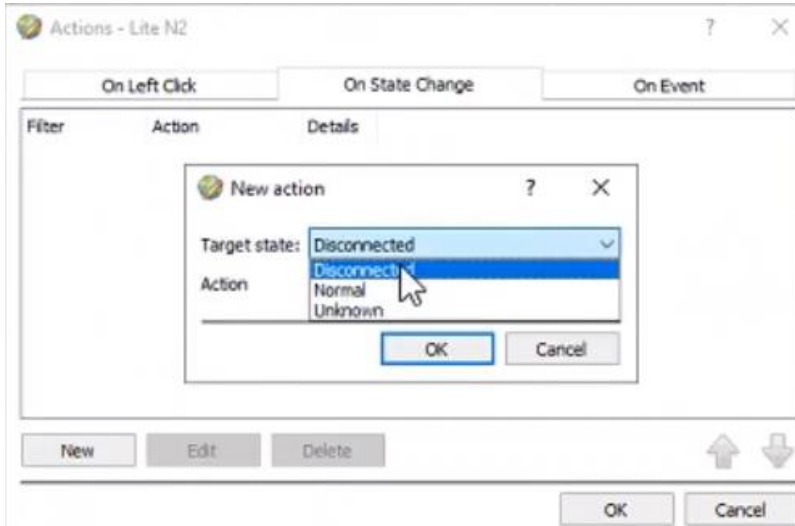 Actions - Lite N2
On Left Click On State Change On Event
Filter Action Details
New action
Target state: Disconnected
Disconnected
Action
Normal
Unknown
OK Cancel
New Edit Delete
OK Cancel